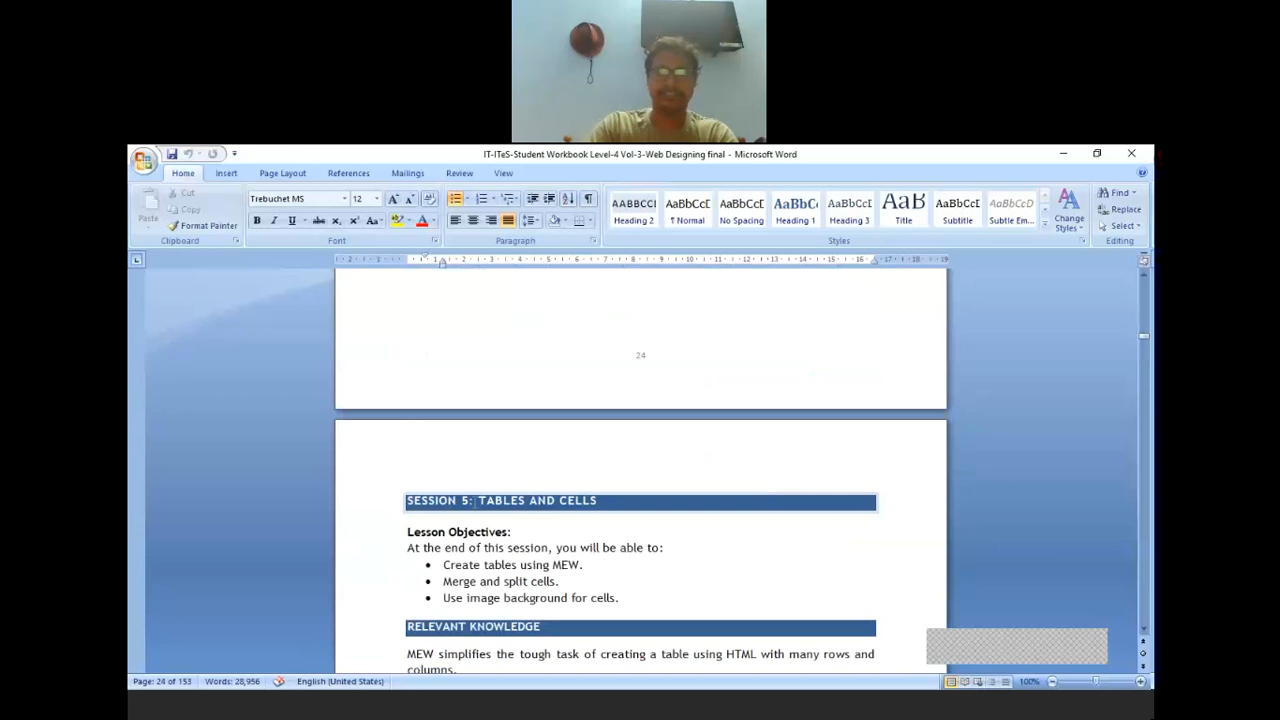 IT-ITeS-Student Workbook Level-4 Vol-3-Web Designing final - Microsoft Word
Home Insert Page Layout References Mailings Review View
Paste Cut Copy Format Painter
Trebuchet MS 12
AABBCCI AaBbCcD AaBbCcD AaBbC AaBbCcI AaB AaBbCcD AaBbCcD
Heading 2 ¶ Normal No Spacing Heading 1 Heading 3 Title Subtitle Subtle Em...
Change Styles
Find Replace Select
Clipboard Font Paragraph Styles Editing
24
SESSION 5: TABLES AND CELLS
Lesson Objectives:
At the end of this session, you will be able to:
• Create tables using MEW.
• Merge and split cells.
• Use image background for cells.
RELEVANT KNOWLEDGE
MEW simplifies the tough task of creating a table using HTML with many rows and
columns.
Page: 24 of 153 Words: 28,956 English (United States) 100%